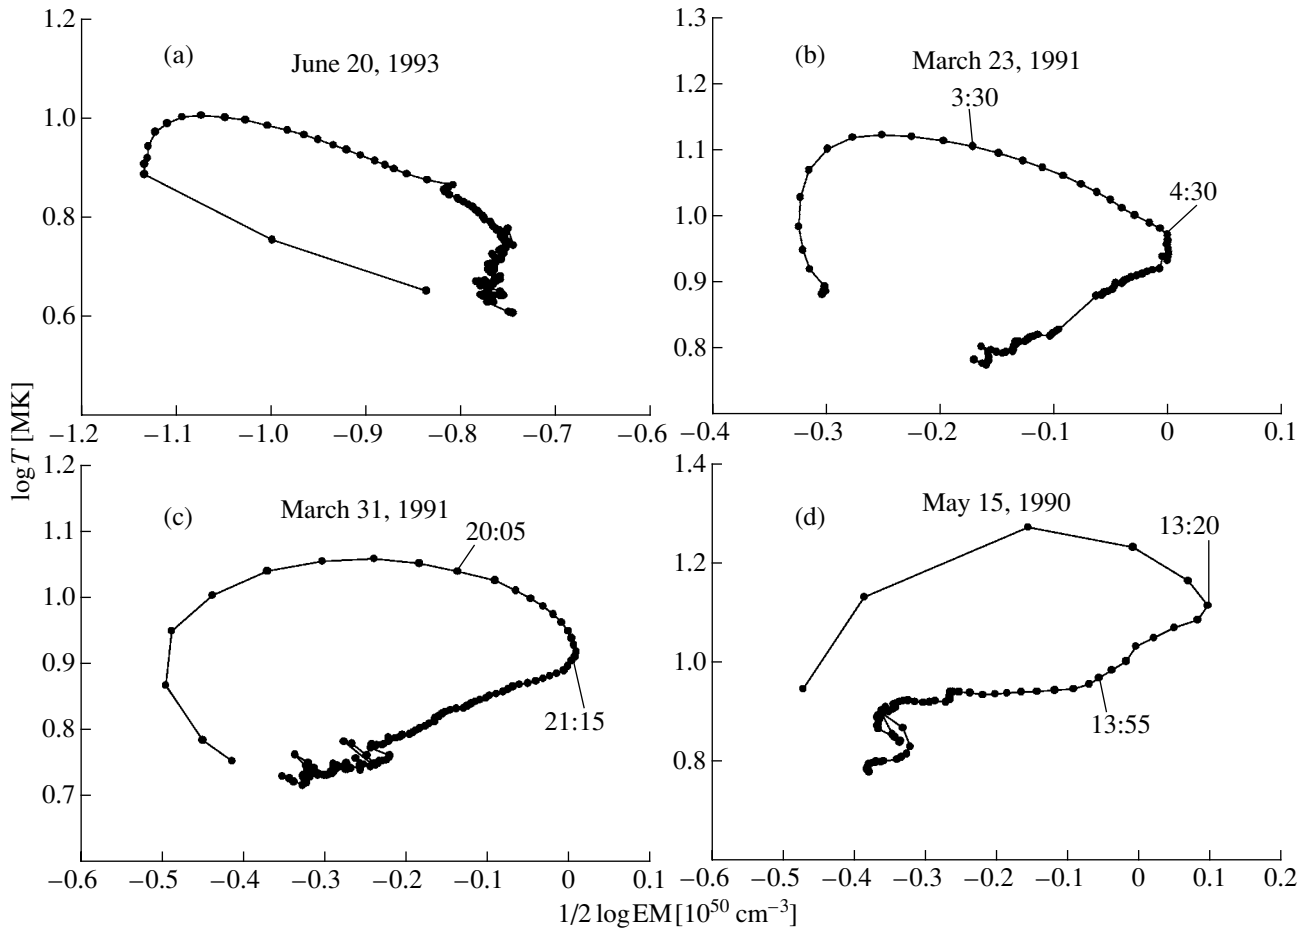 (a)
June 20, 1993
1.2
1.0
0.8
0.6
−1.2 −1.1 −1.0 −0.9 −0.8 −0.7 −0.6
(b)
March 23, 1991
3:30
4:30
1.3
1.2
1.1
1.0
0.9
0.8
−0.4 −0.3 −0.2 −0.1 0 0.1
log T [MK]
(c)
March 31, 1991
20:05
21:15
1.2
1.1
1.0
0.9
0.8
0.7
−0.6 −0.5 −0.4 −0.3 −0.2 −0.1 0 0.1
(d)
May 15, 1990
13:20
13:55
1.4
1.2
1.0
0.8
−0.6 −0.5 −0.4 −0.3 −0.2 −0.1 0 0.1 0.2
1/2 log EM [10⁵⁰ cm⁻³]